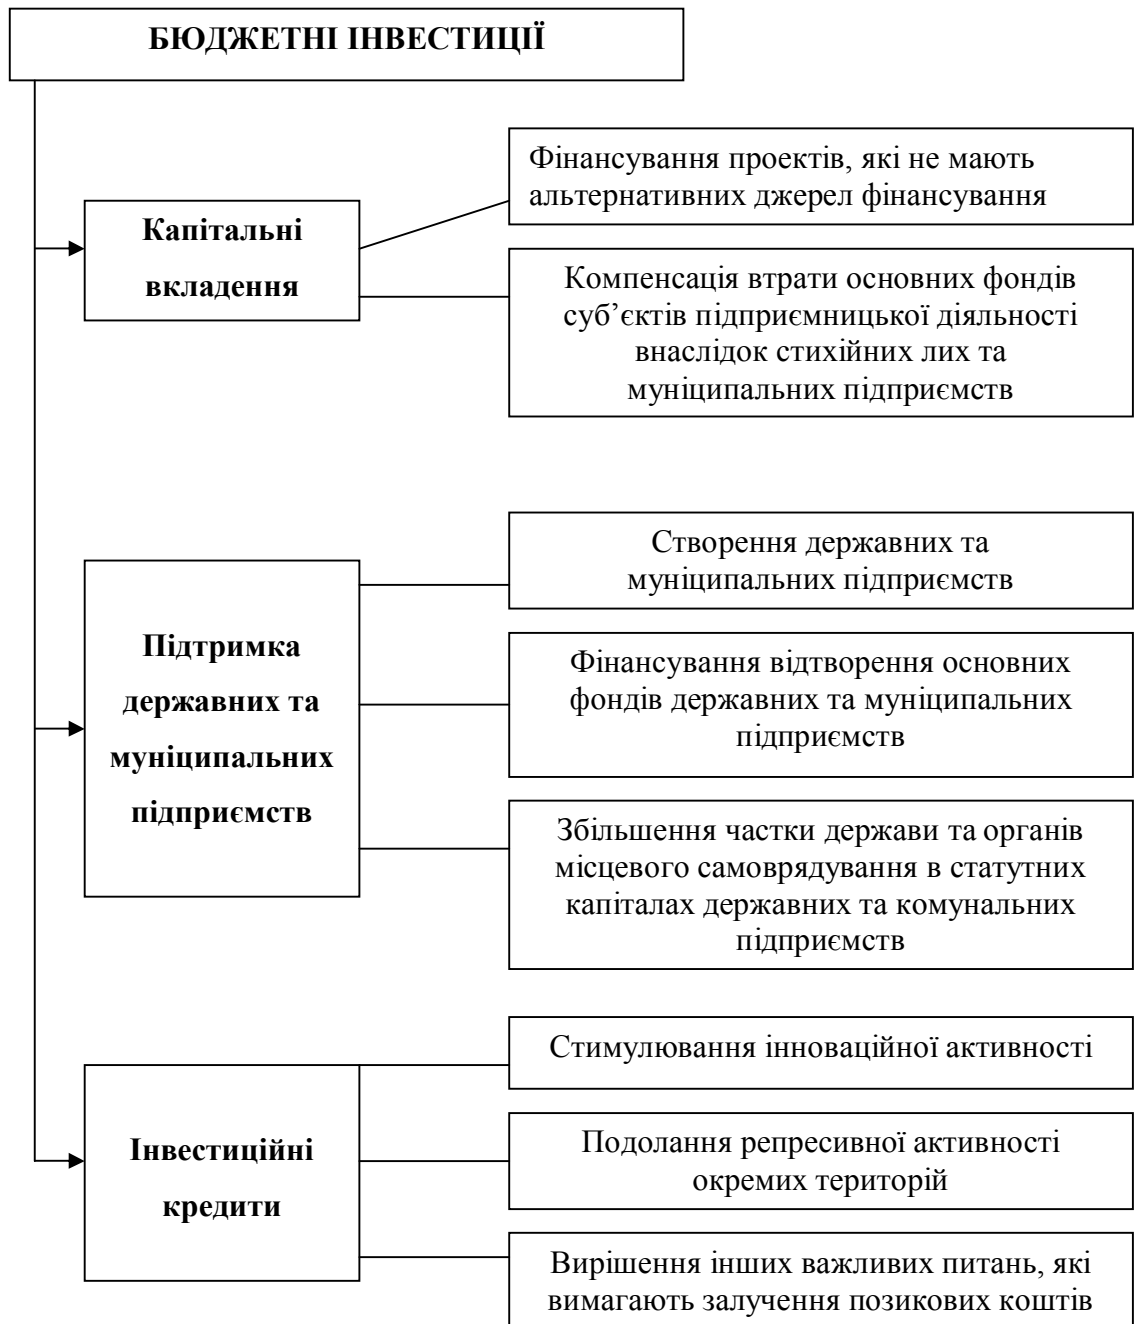 БЮДЖЕТНІ ІНВЕСТИЦІЇ
Капітальні
вкладення
Фінансування проектів, які не мають
альтернативних джерел фінансування
Компенсація втрати основних фондів
суб’єктів підприємницької діяльності
внаслідок стихійних лих та
муніципальних підприємств
Підтримка
державних та
муніципальних
підприємств
Створення державних та
муніципальних підприємств
Фінансування відтворення основних
фондів державних та муніципальних
підприємств
Збільшення частки держави та органів
місцевого самоврядування в статутних
капіталах державних та комунальних
підприємств
Інвестиційні
кредити
Стимулювання інноваційної активності
Подолання репресивної активності
окремих територій
Вирішення інших важливих питань, які
вимагають залучення позикових коштів